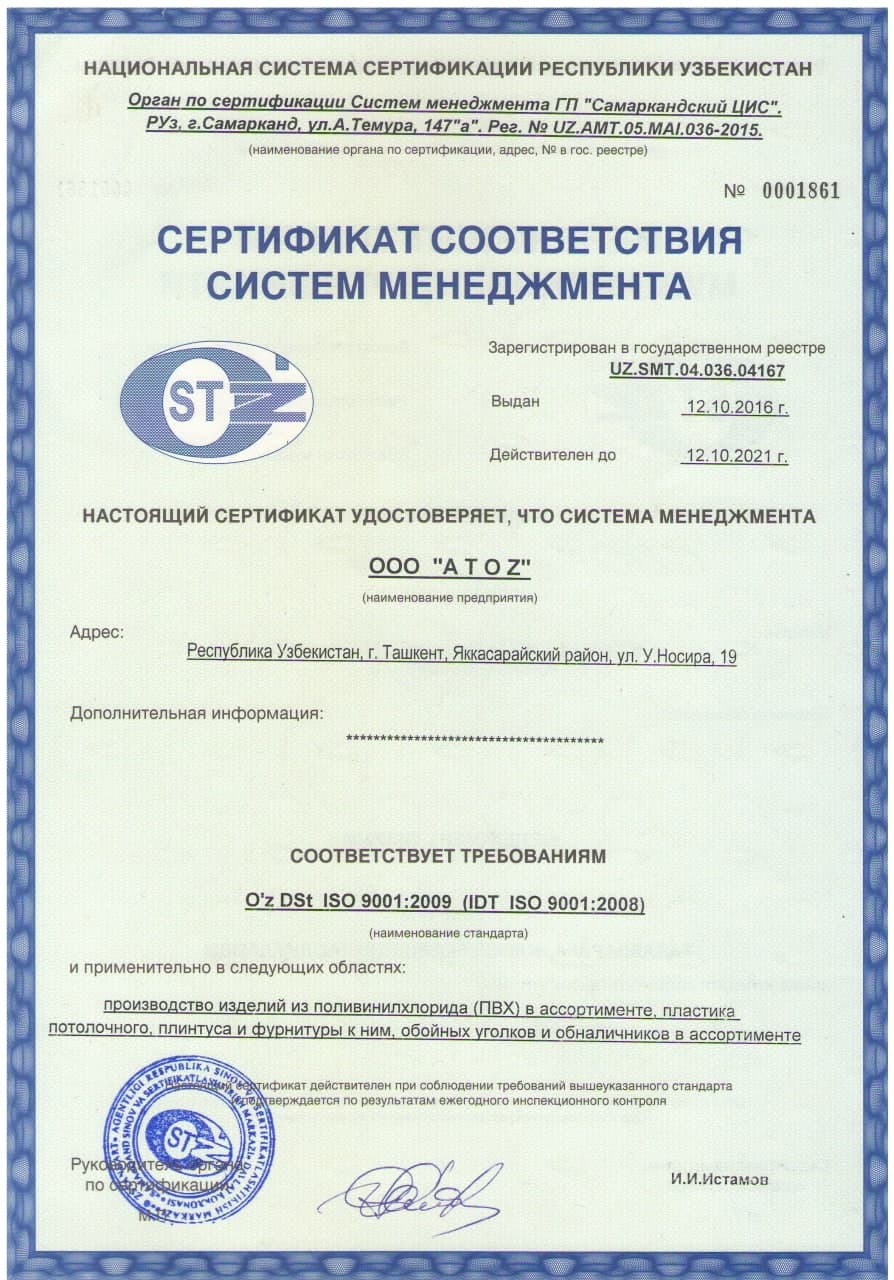 НАЦИОНАЛЬНАЯ СИСТЕМА СЕРТИФИКАЦИИ РЕСПУБЛИКИ УЗБЕКИСТАН
Орган по сертификации Систем менеджмента ГП "Самаркандский ЦИС".
РУз, г.Самарканд, ул.А.Темура, 147"а". Рег. № UZ.AMT.05.MAI.036-2015.
(наименование органа по сертификации, адрес, № в гос. реестре)
№ 0001861
СЕРТИФИКАТ СООТВЕТСТВИЯ
СИСТЕМ МЕНЕДЖМЕНТА
ST
Зарегистрирован в государственном реестре
UZ.SMT.04.036.04167
Выдан 12.10.2016 г.
Действителен до 12.10.2021 г.
НАСТОЯЩИЙ СЕРТИФИКАТ УДОСТОВЕРЯЕТ, ЧТО СИСТЕМА МЕНЕДЖМЕНТА
ООО "A T O Z"
(наименование предприятия)
Адрес:
Республика Узбекистан, г. Ташкент, Яккасарайский район, ул. У.Носира, 19
Дополнительная информация:
***************************************
СООТВЕТСТВУЕТ ТРЕБОВАНИЯМ
O'z DSt ISO 9001:2009 (IDT ISO 9001:2008)
(наименование стандарта)
и применительно в следующих областях:
производство изделий из поливинилхлорида (ПВХ) в ассортименте, пластика
потолочного, плинтуса и фурнитуры к ним, обойных уголков и обналичников в ассортименте
Настоящий сертификат действителен при соблюдении требований вышеуказанного стандарта
подтверждается по результатам ежегодного инспекционного контроля
ST
Руководитель органа
по сертификации
И.И.Истамов
М.П.